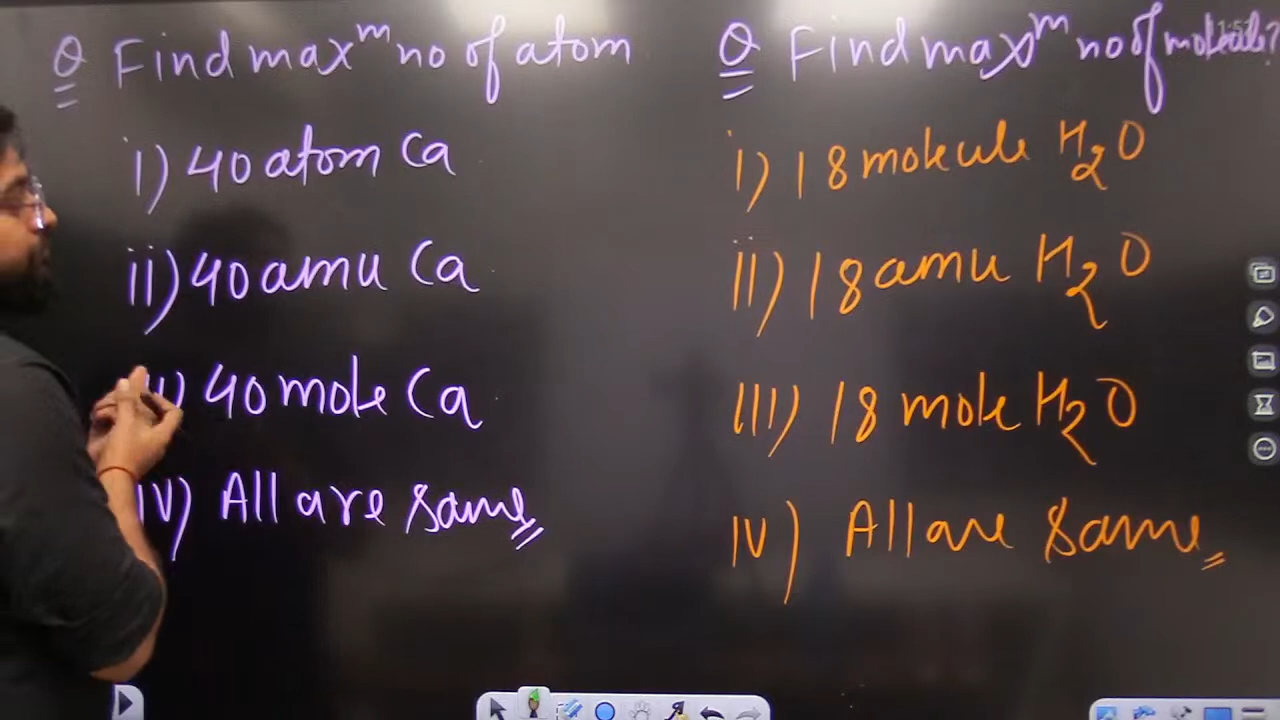 Q Find maxᵐ no of atom
i) 40 atom Ca
ii) 40 amu Ca
40 mole Ca
IV) All are same
Q Find maxᵐ no of molecule?
i) 18 molecule H₂O
ii) 18 amu H₂O
III) 18 mole H₂O
IV) All are same